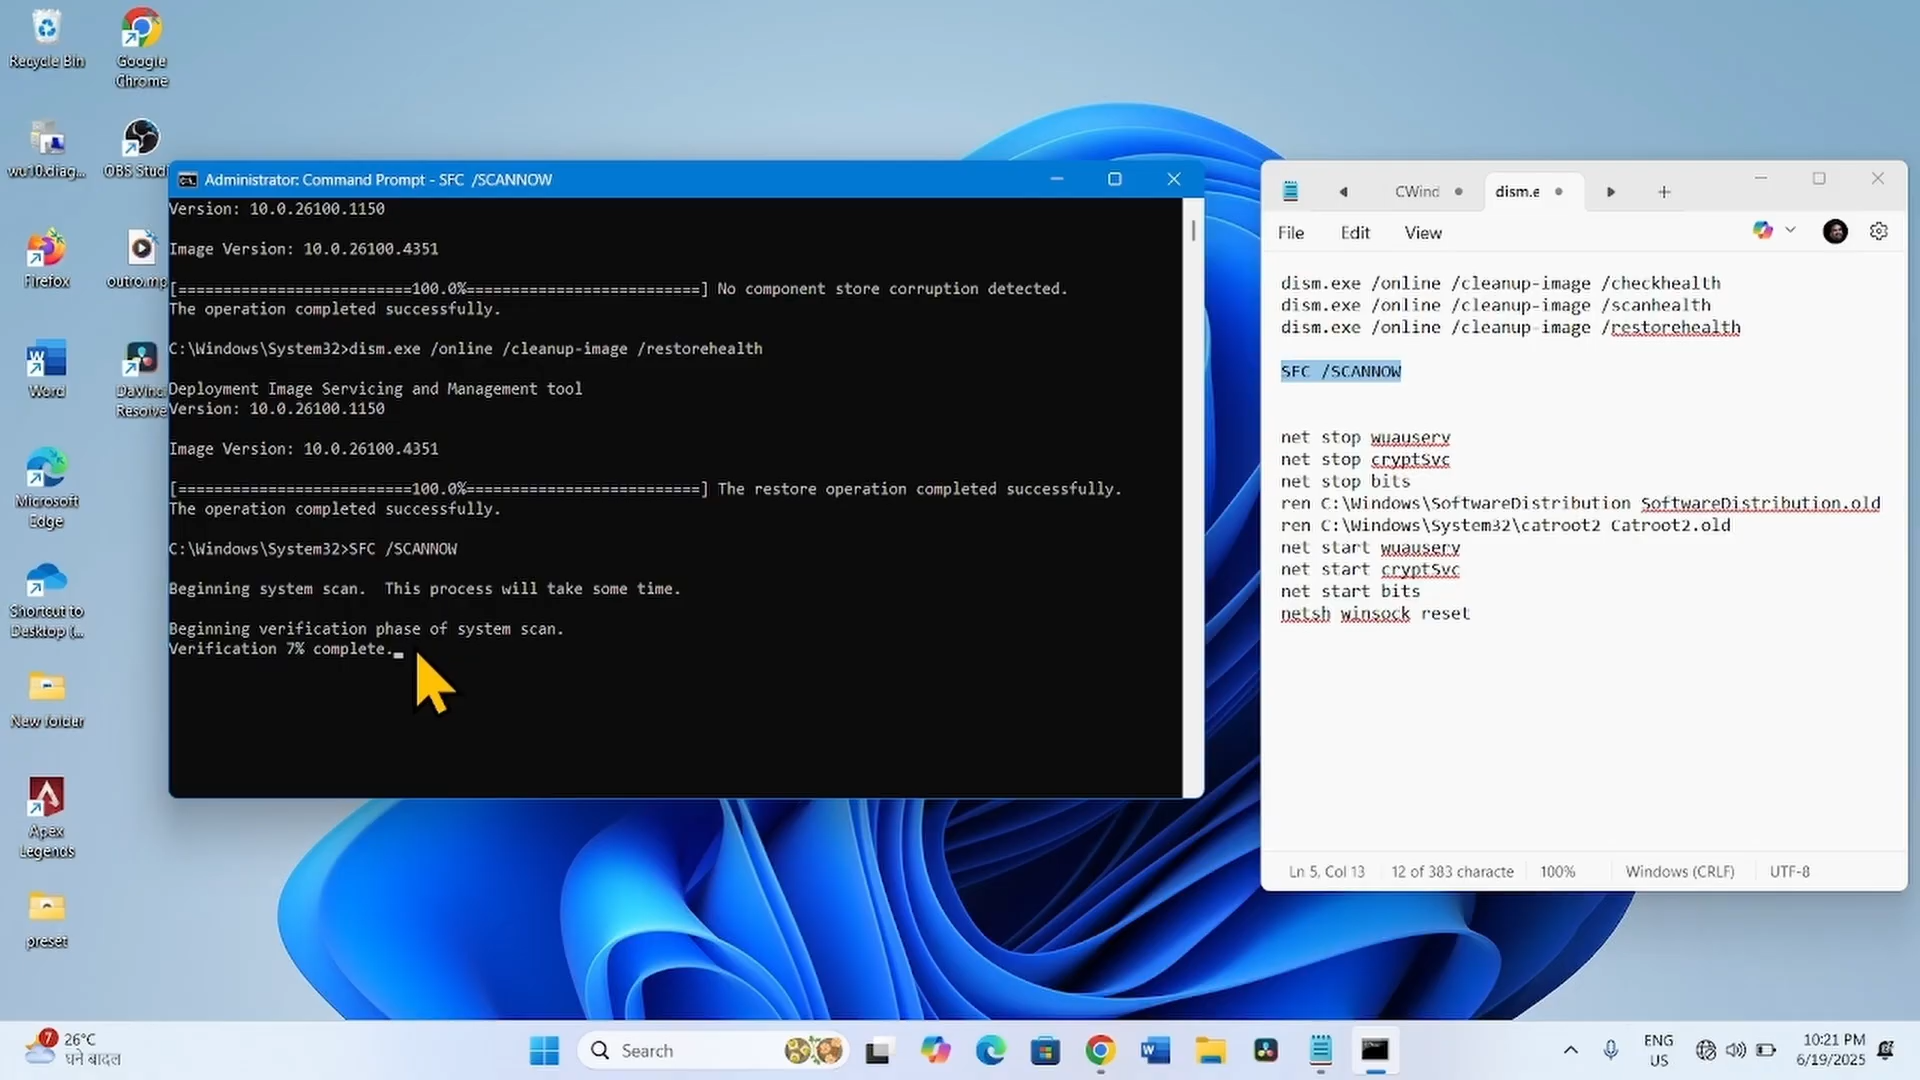 Recycle Bin
Google Chrome
wu10.diag...
OBS Studi
Firefox
outro.mp
Word
DaVinci Resolve
Microsoft Edge
Shortcut to Desktop (...
New folder
Apex Legends
preset
Administrator: Command Prompt - SFC  /SCANNOW
Version: 10.0.26100.1150
Image Version: 10.0.26100.4351
[==========================100.0%==========================] No component store corruption detected.
The operation completed successfully.
C:\Windows\System32>dism.exe /online /cleanup-image /restorehealth
Deployment Image Servicing and Management tool
Version: 10.0.26100.1150
Image Version: 10.0.26100.4351
[==========================100.0%==========================] The restore operation completed successfully.
The operation completed successfully.
C:\Windows\System32>SFC /SCANNOW
Beginning system scan.  This process will take some time.
Beginning verification phase of system scan.
Verification 7% complete.
CWind
dism.e
File Edit View
dism.exe /online /cleanup-image /checkhealth
dism.exe /online /cleanup-image /scanhealth
dism.exe /online /cleanup-image /restorehealth
SFC /SCANNOW
net stop wuauserv
net stop cryptSvc
net stop bits
ren C:\Windows\SoftwareDistribution SoftwareDistribution.old
ren C:\Windows\System32\catroot2 Catroot2.old
net start wuauserv
net start cryptSvc
net start bits
netsh winsock reset
Ln 5, Col 13 12 of 383 characte 100% Windows (CRLF) UTF-8
7
26°C
घने बादल
Search
ENG
US
10:21 PM
6/19/2025